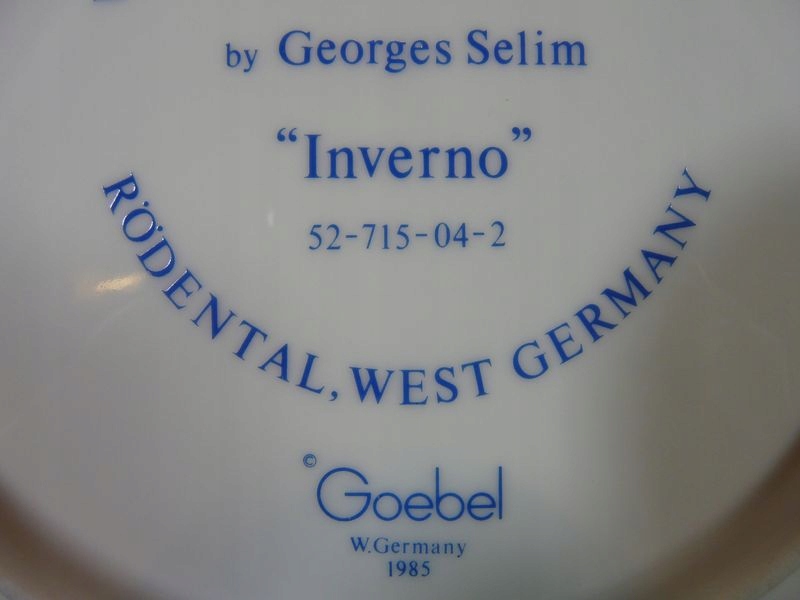 by Georges Selim
“Inverno”
52-715-04-2
RÖDENTAL, WEST GERMANY
© Goebel
W.Germany
1985